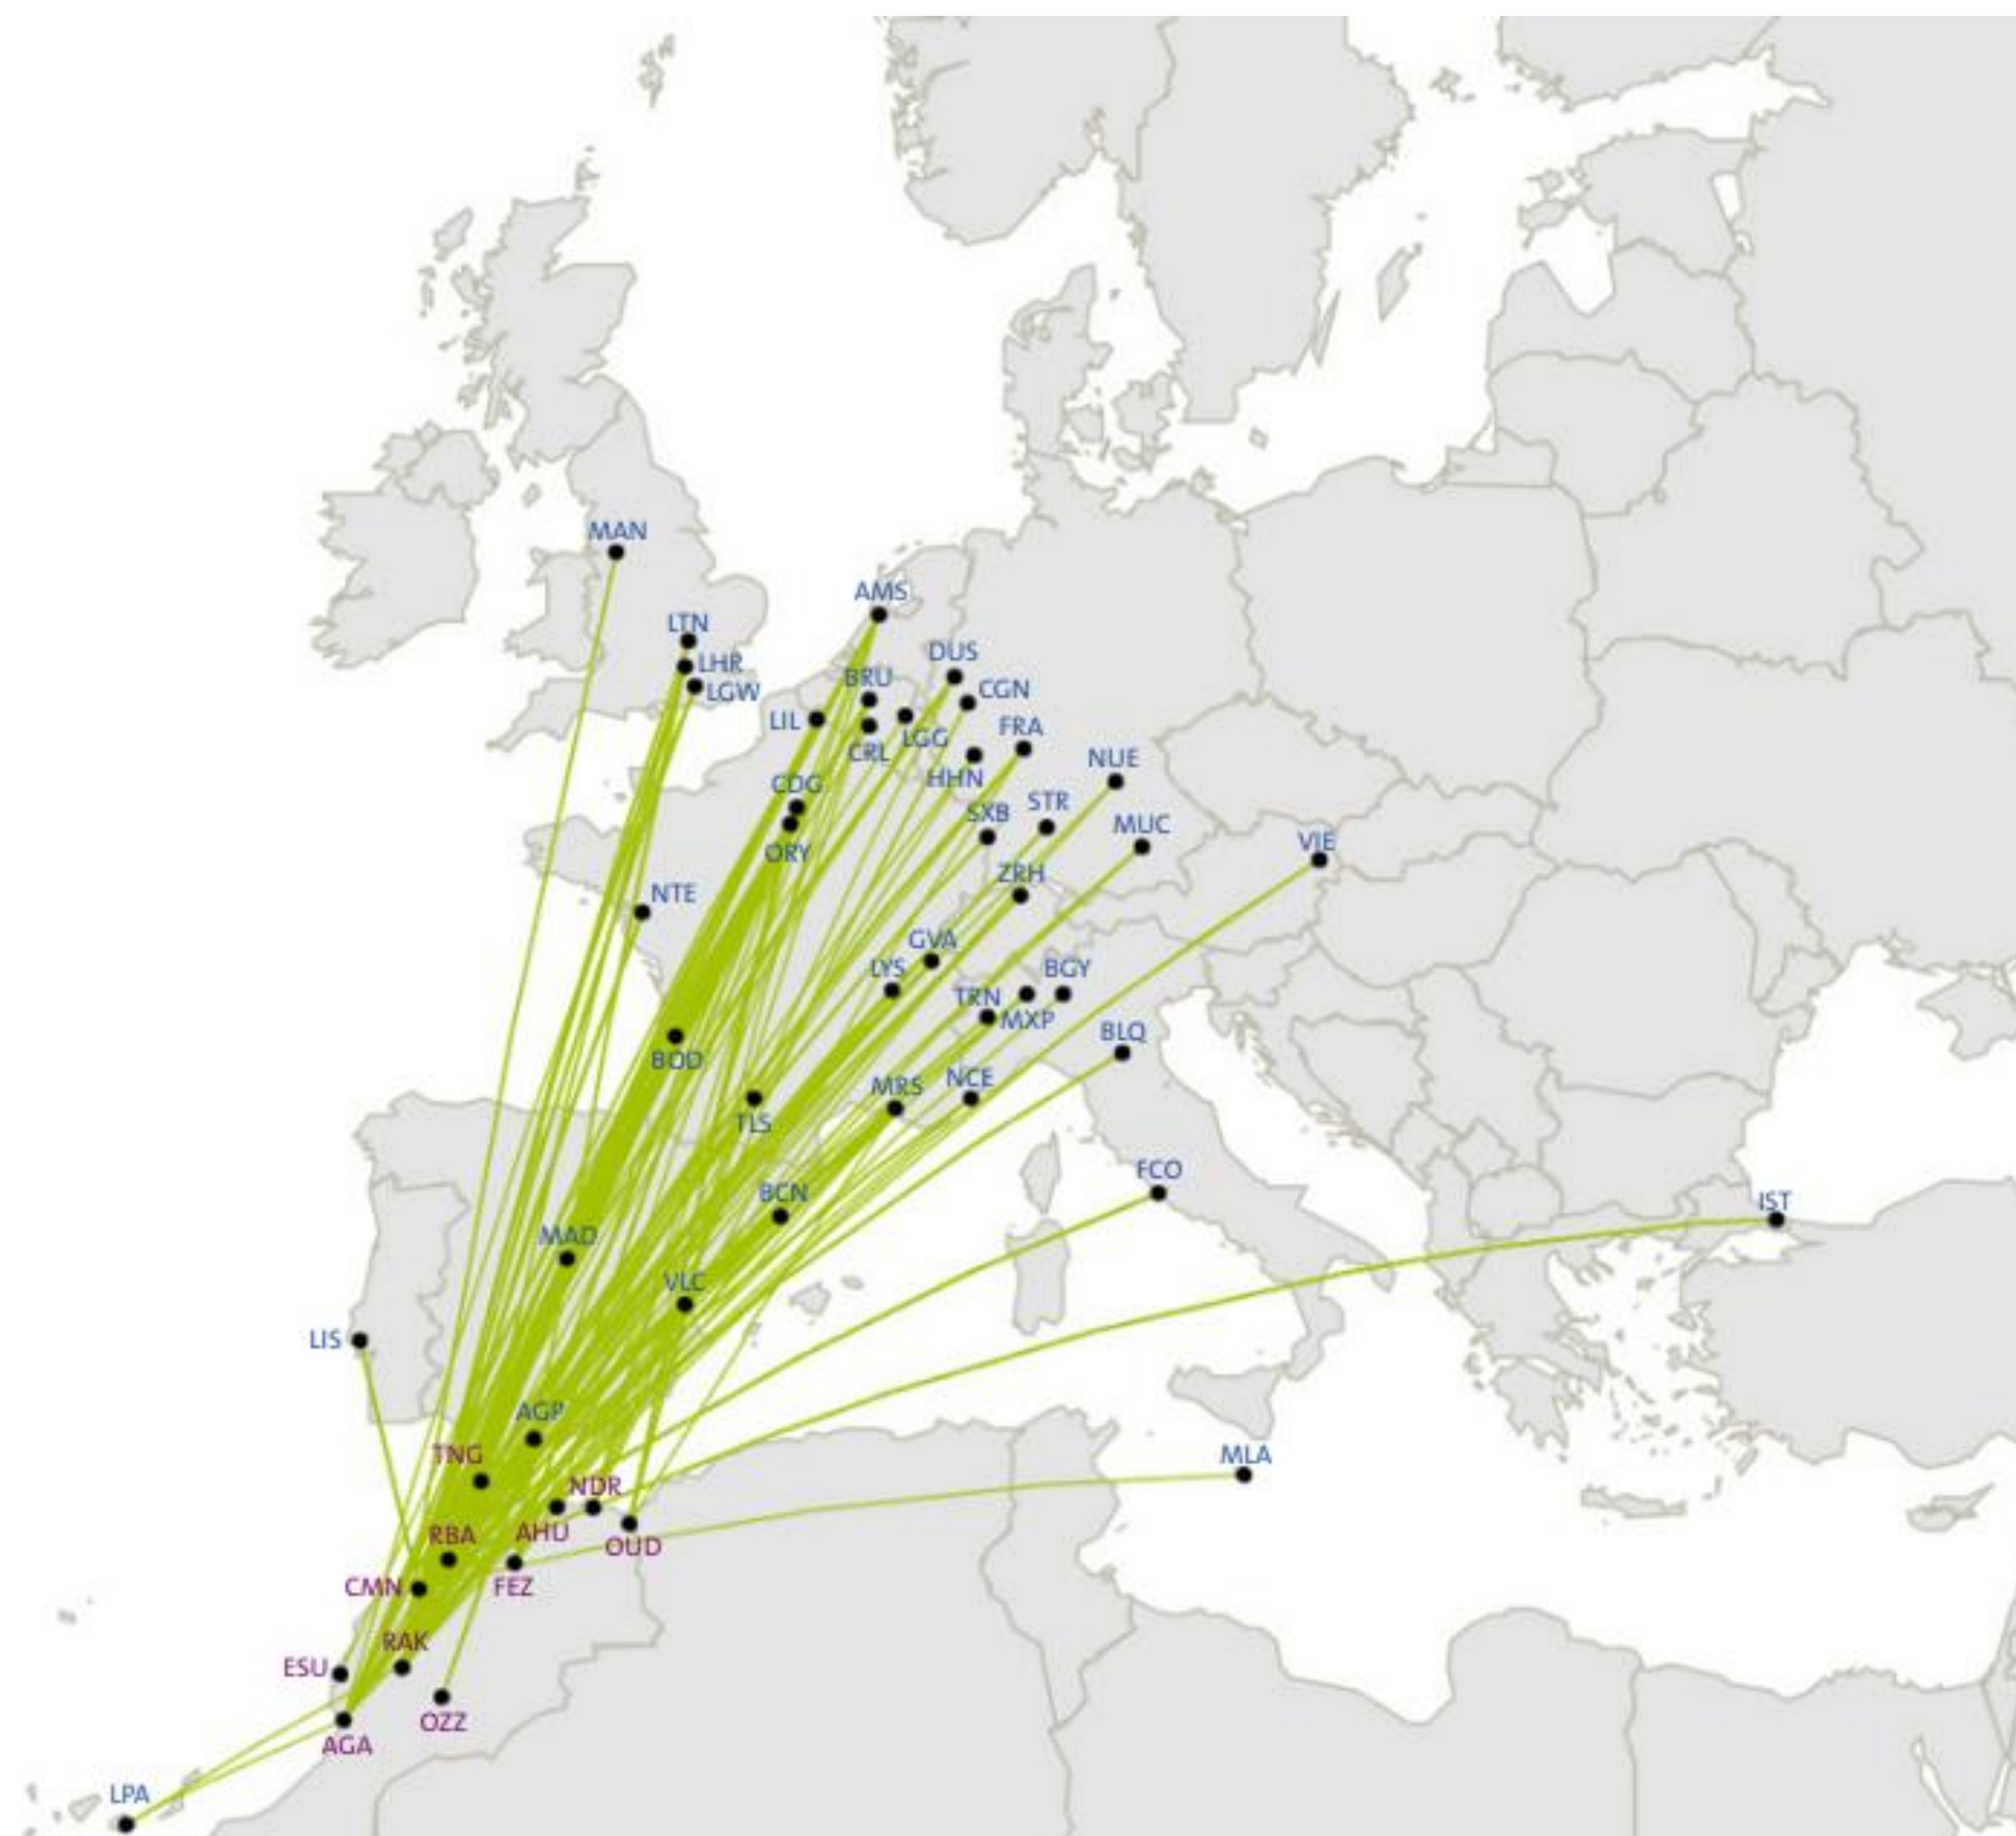 MAN
AMS
LTN
DUS
LHR
BRU
CGN
LGW
LIL
FRA
LGG
CRL
NUE
HHN
CDG
STR
SXB
MUC
VIE
ORY
ZRH
NTE
GVA
LYS
BGY
TRN
MXP
BLQ
BOD
NCE
MRS
TLS
FCO
BCN
IST
MAD
VLC
LIS
AGP
TNG
MLA
NDR
RBA
AHU
OUD
CMN
FEZ
RAK
ESU
OZZ
AGA
LPA